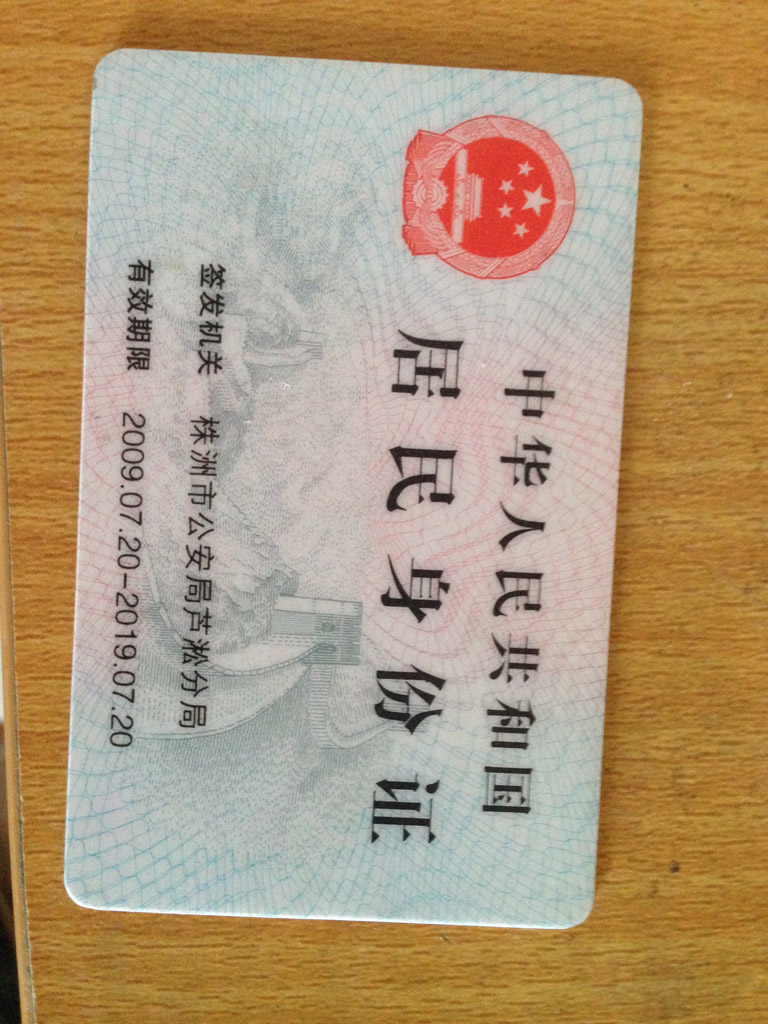 中华人民共和国
居民身份证
签发机关 株洲市公安局芦淞分局
有效期限 2009.07.20-2019.07.20